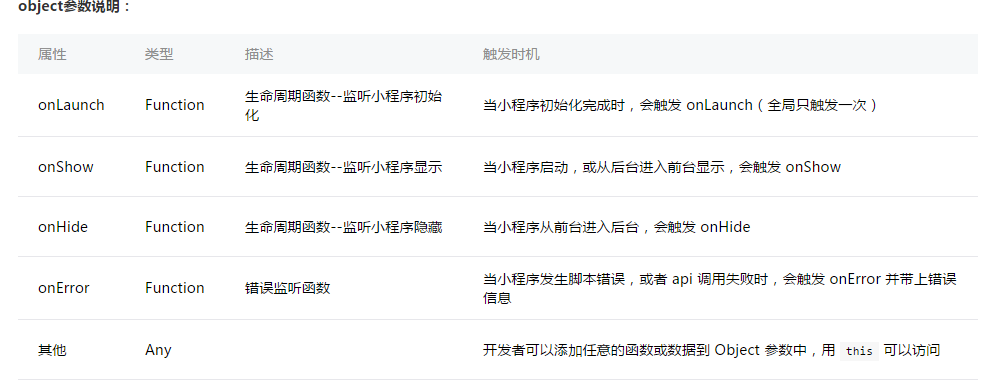 object参数说明：
属性 类型 描述 触发时机
onLaunch Function 生命周期函数--监听小程序初始化 当小程序初始化完成时，会触发 onLaunch（全局只触发一次）
onShow Function 生命周期函数--监听小程序显示 当小程序启动，或从后台进入前台显示，会触发 onShow
onHide Function 生命周期函数--监听小程序隐藏 当小程序从前台进入后台，会触发 onHide
onError Function 错误监听函数 当小程序发生脚本错误，或者 api 调用失败时，会触发 onError 并带上错误信息
其他 Any 开发者可以添加任意的函数或数据到 Object 参数中，用 this 可以访问